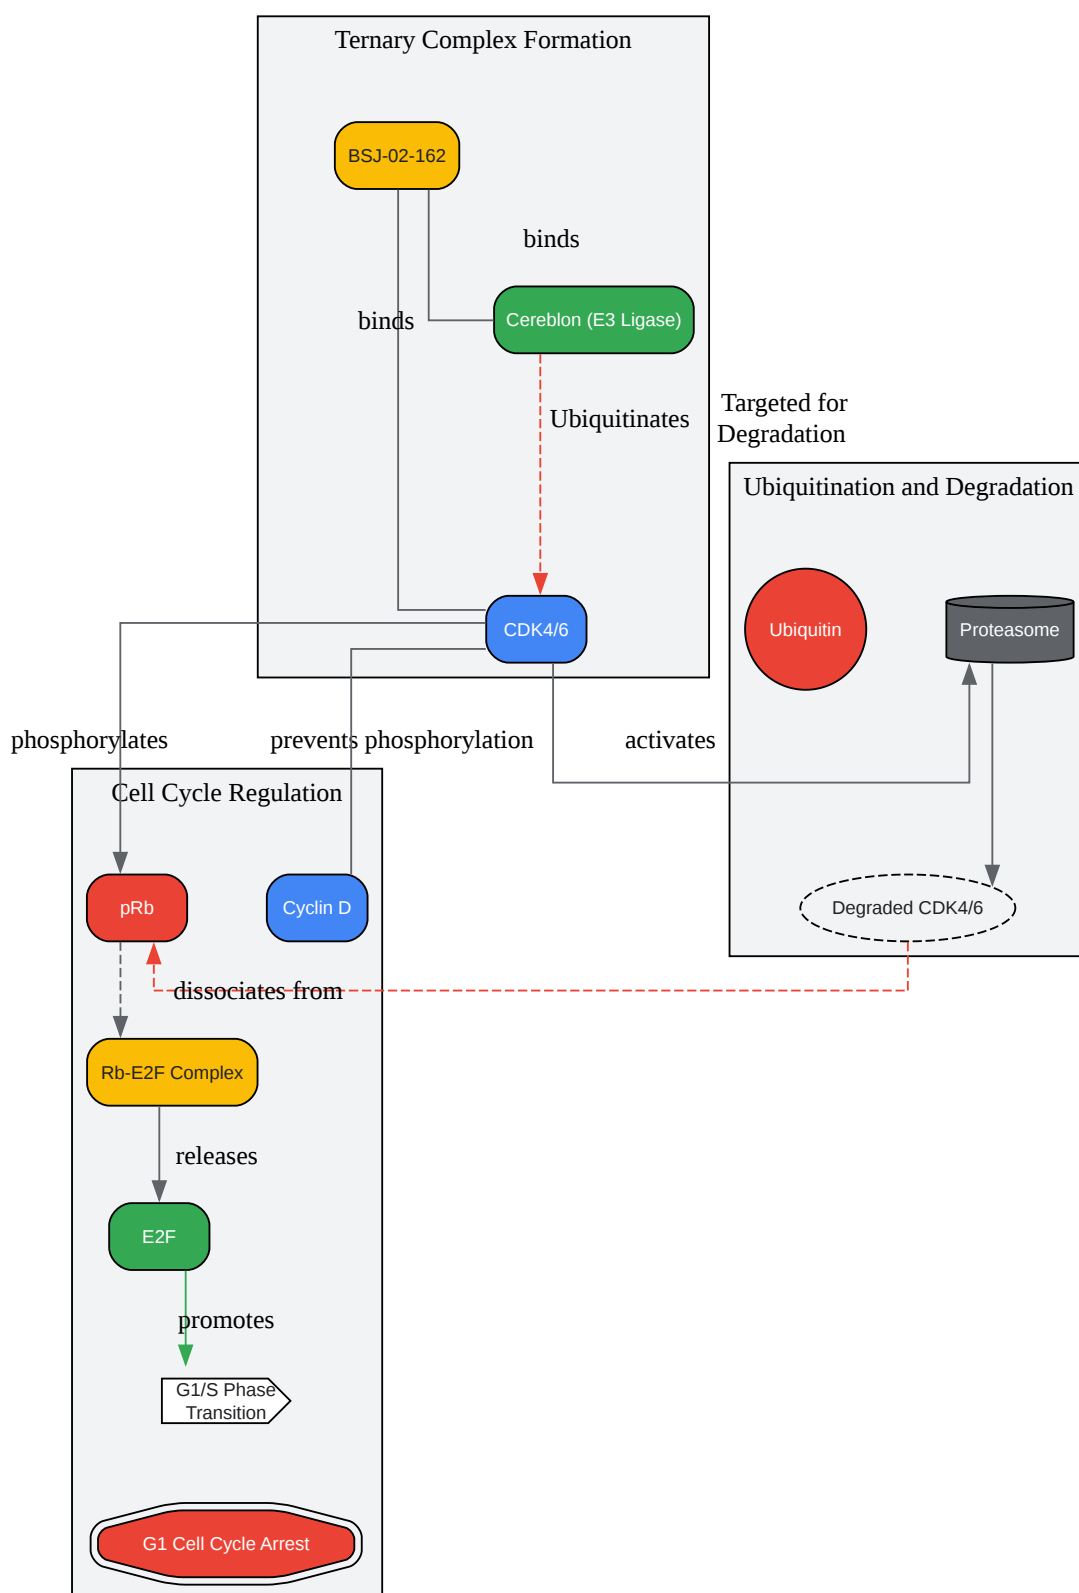 Ternary Complex Formation
BSJ-02-162
binds
binds
Cereblon (E3 Ligase)
Ubiquitinates
Targeted for
Degradation
Ubiquitination and Degradation
CDK4/6
Ubiquitin
Proteasome
phosphorylates
prevents phosphorylation
activates
Cell Cycle Regulation
pRb
Cyclin D
Degraded CDK4/6
dissociates from
Rb-E2F Complex
releases
E2F
promotes
G1/S Phase
Transition
G1 Cell Cycle Arrest